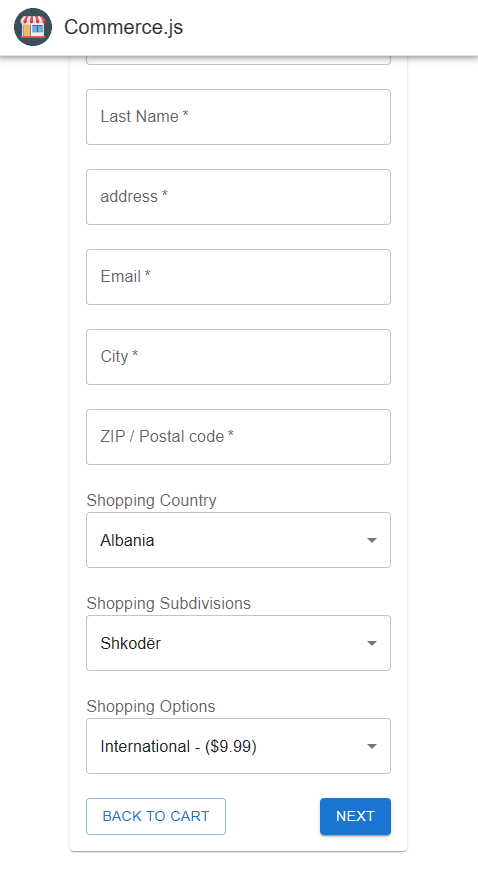 Commerce.js
Last Name *
address *
Email *
City *
ZIP / Postal code *
Shopping Country
Albania
Shopping Subdivisions
Shkodër
Shopping Options
International - ($9.99)
BACK TO CART
NEXT